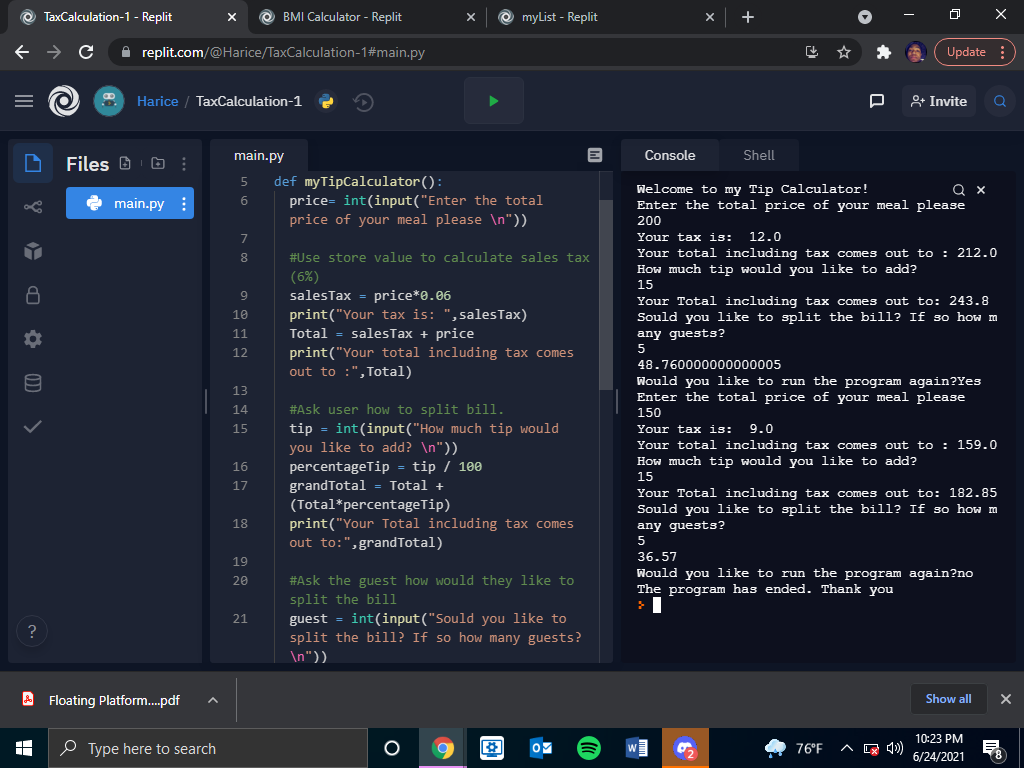 TaxCalculation-1 - Replit
BMI Calculator - Replit
myList - Replit
replit.com/@Harice/TaxCalculation-1#main.py
Update
Harice / TaxCalculation-1
Invite
Files
main.py
main.py
5 def myTipCalculator():
6 price= int(input("Enter the total
price of your meal please \n"))
7
8 #Use store value to calculate sales tax
(6%)
9 salesTax = price*0.06
10 print("Your tax is: ",salesTax)
11 Total = salesTax + price
12 print("Your total including tax comes
out to :",Total)
13
14 #Ask user how to split bill.
15 tip = int(input("How much tip would
you like to add? \n"))
16 percentageTip = tip / 100
17 grandTotal = Total +
(Total*percentageTip)
18 print("Your Total including tax comes
out to:",grandTotal)
19
20 #Ask the guest how would they like to
split the bill
21 guest = int(input("Sould you like to
split the bill? If so how many guests?
\n"))
Console
Shell
Welcome to my Tip Calculator!
Enter the total price of your meal please
200
Your tax is:  12.0
Your total including tax comes out to : 212.0
How much tip would you like to add?
15
Your Total including tax comes out to: 243.8
Sould you like to split the bill? If so how m
any guests?
5
48.760000000000005
Would you like to run the program again?Yes
Enter the total price of your meal please
150
Your tax is:  9.0
Your total including tax comes out to : 159.0
How much tip would you like to add?
15
Your Total including tax comes out to: 182.85
Sould you like to split the bill? If so how m
any guests?
5
36.57
Would you like to run the program again?no
The program has ended. Thank you
?
Floating Platform....pdf
Show all
Type here to search
2
76°F
10:23 PM
6/24/2021
8